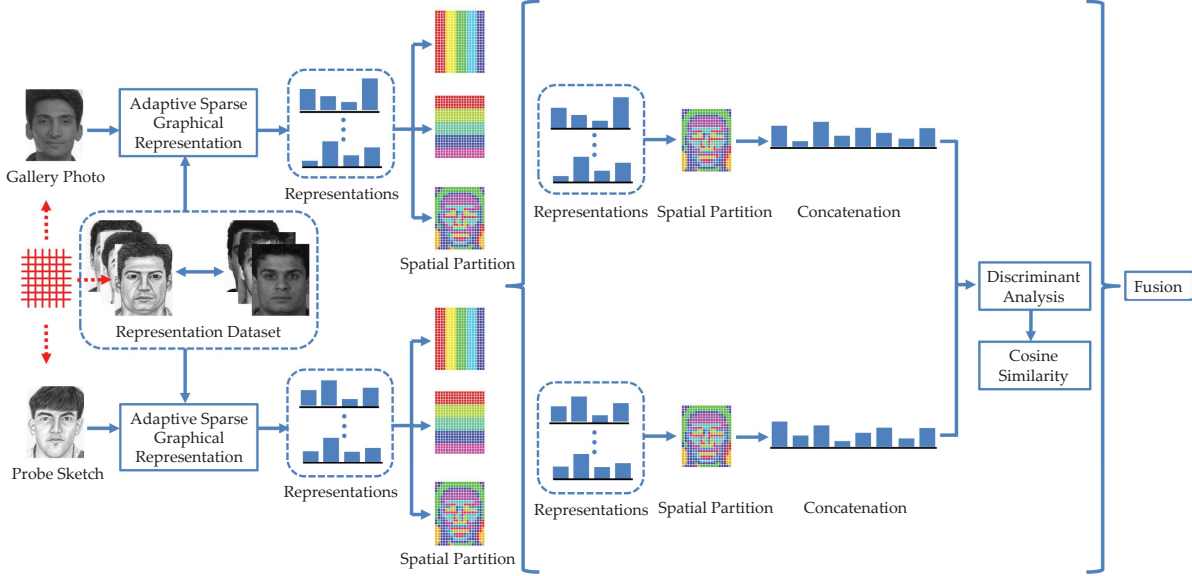 Gallery Photo
Adaptive Sparse
Graphical
Representation
Representations
Spatial Partition
Representation Dataset
Probe Sketch
Adaptive Sparse
Graphical
Representation
Representations
Spatial Partition
Representations
Spatial Partition
Concatenation
Representations
Spatial Partition
Concatenation
Discriminant
Analysis
Cosine
Similarity
Fusion